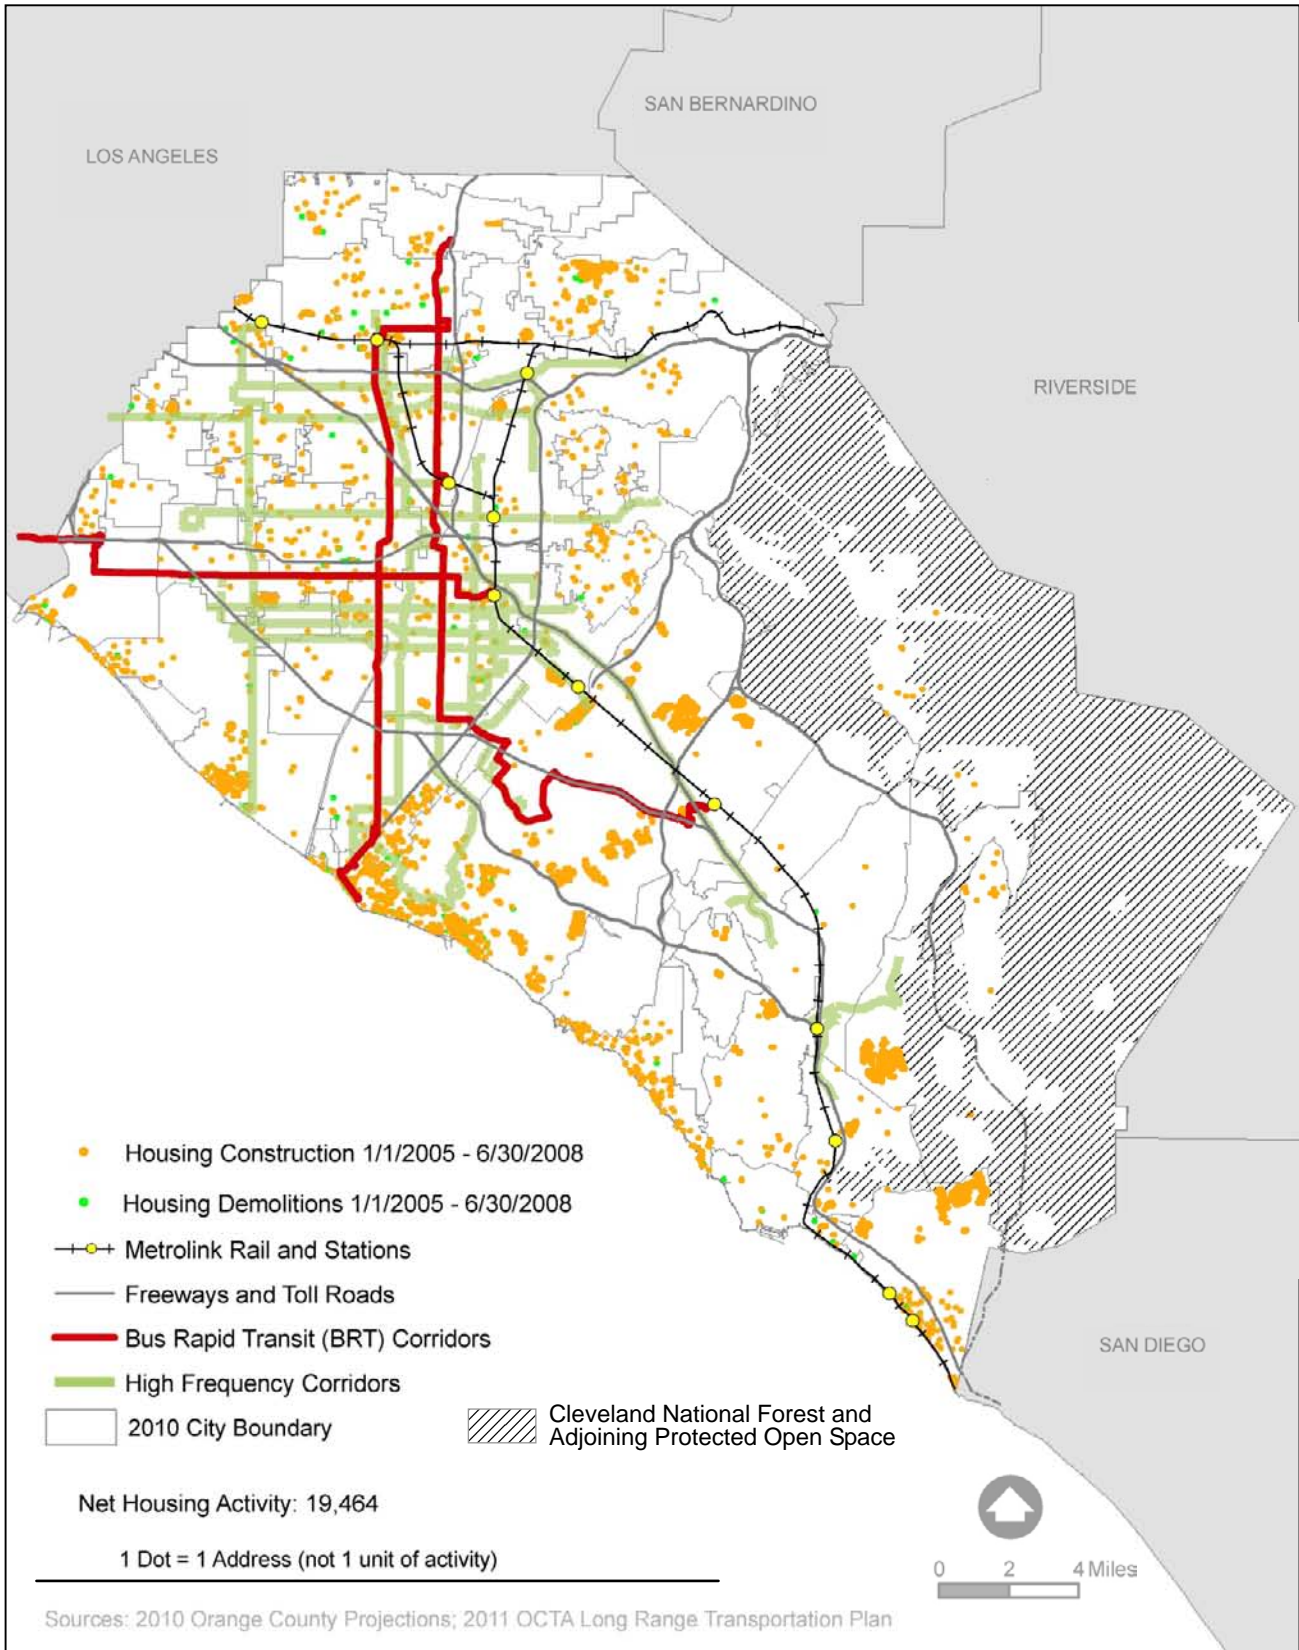 SAN BERNARDINO
LOS ANGELES
RIVERSIDE
Housing Construction 1/1/2005 - 6/30/2008
Housing Demolitions 1/1/2005 - 6/30/2008
Metrolink Rail and Stations
Freeways and Toll Roads
Bus Rapid Transit (BRT) Corridors
SAN DIEGO
High Frequency Corridors
2010 City Boundary
Cleveland National Forest and
Adjoining Protected Open Space
Net Housing Activity: 19,464
1 Dot = 1 Address (not 1 unit of activity)
0 2 4 Miles
Sources: 2010 Orange County Projections; 2011 OCTA Long Range Transportation Plan